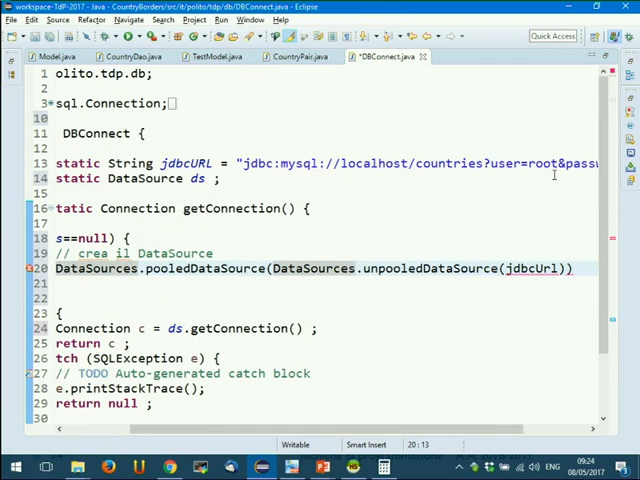 workspace-TdP-2017 - Java - CountryBorders/src/it/polito/tdp/db/DBConnect.java - Eclipse
File Edit Source Refactor Navigate Search Project Run Window Help
Quick Access
Model.java CountryDao.java TestModel.java CountryPair.java *DBConnect.java
1 olito.tdp.db;
2
3 sql.Connection;
10
11 DBConnect {
12
13 static String jdbcURL = "jdbc:mysql://localhost/countries?user=root&passw
14 static DataSource ds ;
15
16 tatic Connection getConnection() {
17
18 s==null) {
19 // crea il DataSource
20 DataSources.pooledDataSource(DataSources.unpooledDataSource(jdbcUrl))
21
22
23 {
24 Connection c = ds.getConnection() ;
25 return c ;
26 tch (SQLException e) {
27 // TODO Auto-generated catch block
28 e.printStackTrace();
29 return null ;
30
Writable Smart Insert 20 : 13
09:24
08/05/2017